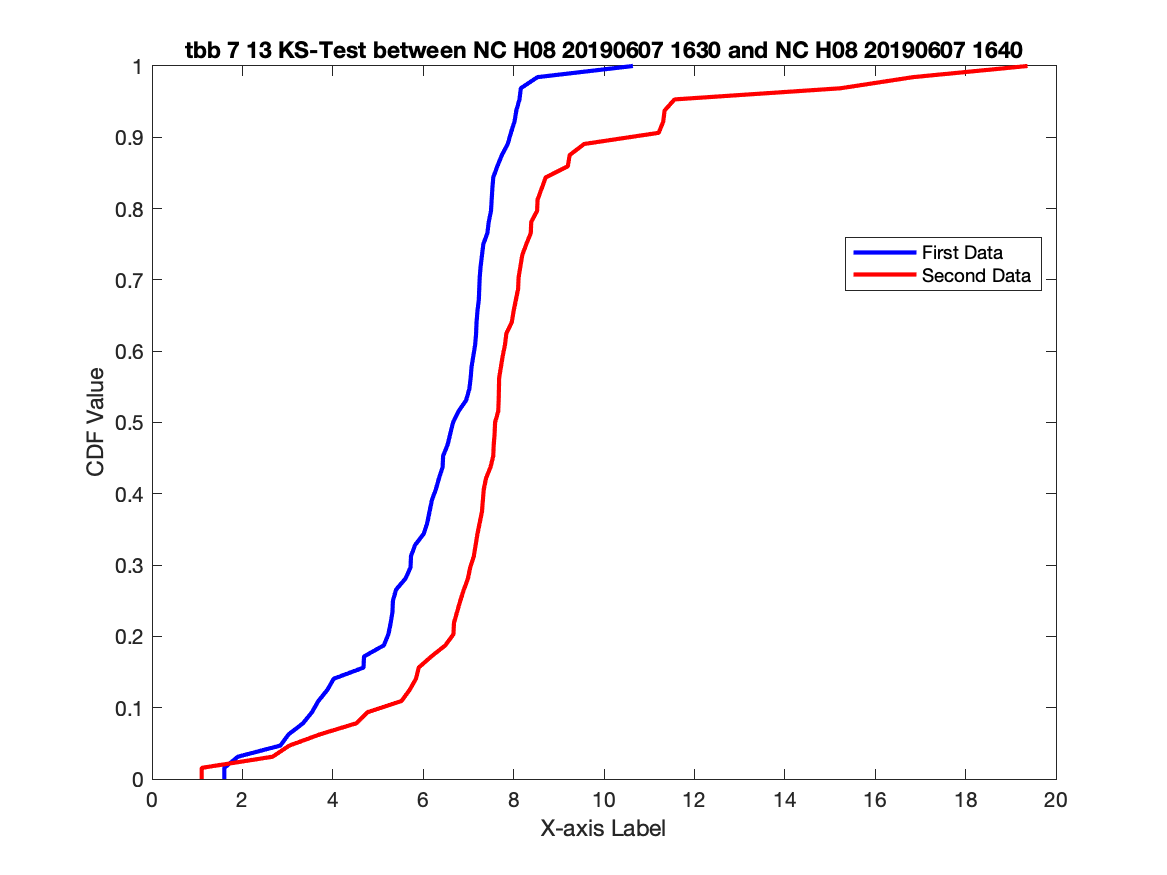 tbb 7 13 KS-Test between NC H08 20190607 1630 and NC H08 20190607 1640
1
0.9
0.8
0.7
0.6
0.5
0.4
0.3
0.2
0.1
0
CDF Value
First Data
Second Data
0 2 4 6 8 10 12 14 16 18 20
X-axis Label